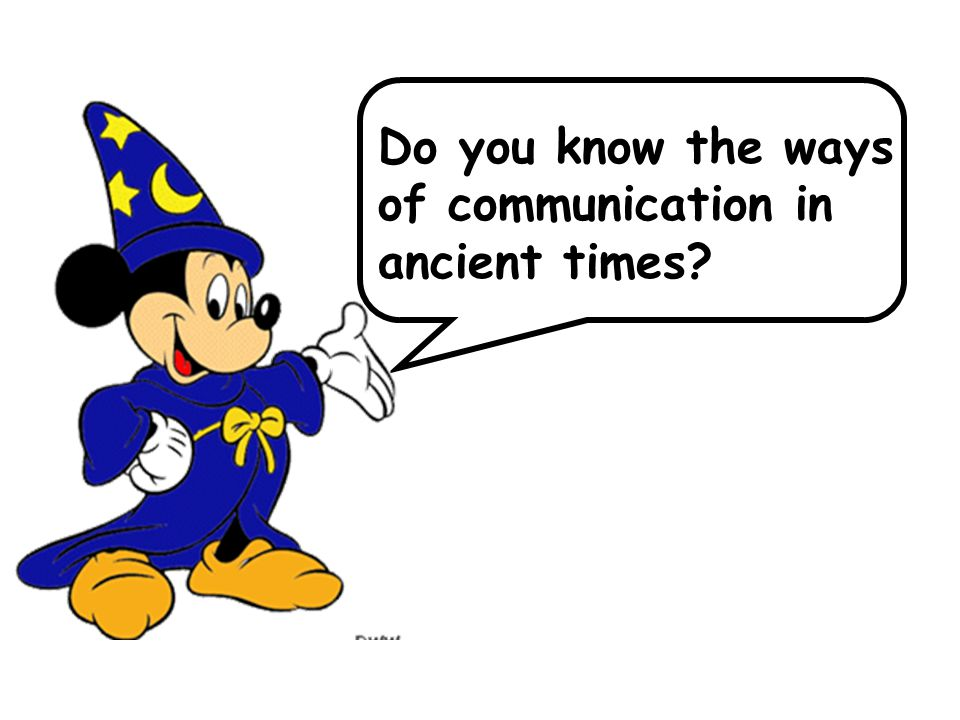 Do you know the ways
of communication in
ancient times?